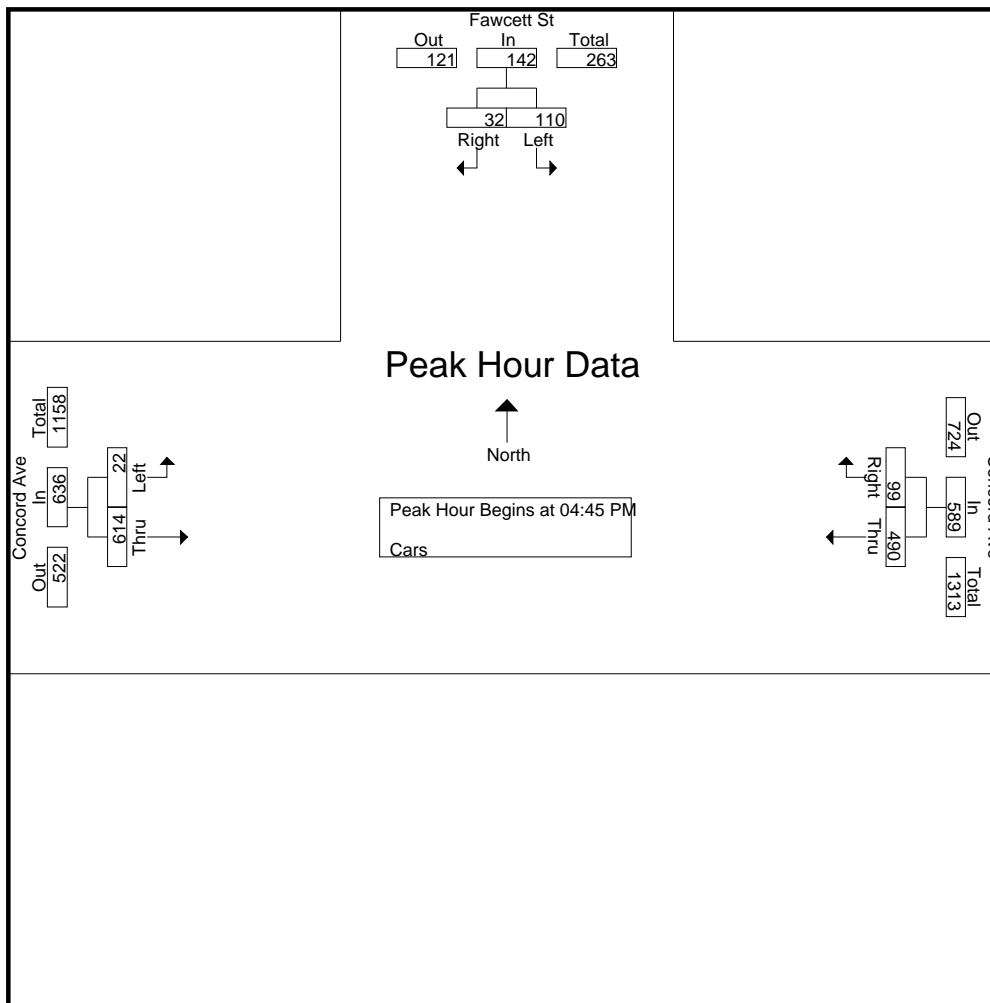 Fawcett St
Out In Total
121 142 263
32 110
Right Left
Peak Hour Data
North
Peak Hour Begins at 04:45 PM
Cars
Concord Ave
Out In Total
522 636 1158
22 614
Left Thru
Out In Total
724 589 1313
99 490
Right Thru